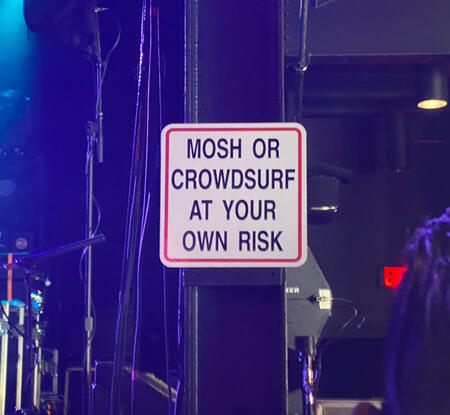 MOSH OR
CROWDSURF
AT YOUR
OWN RISK